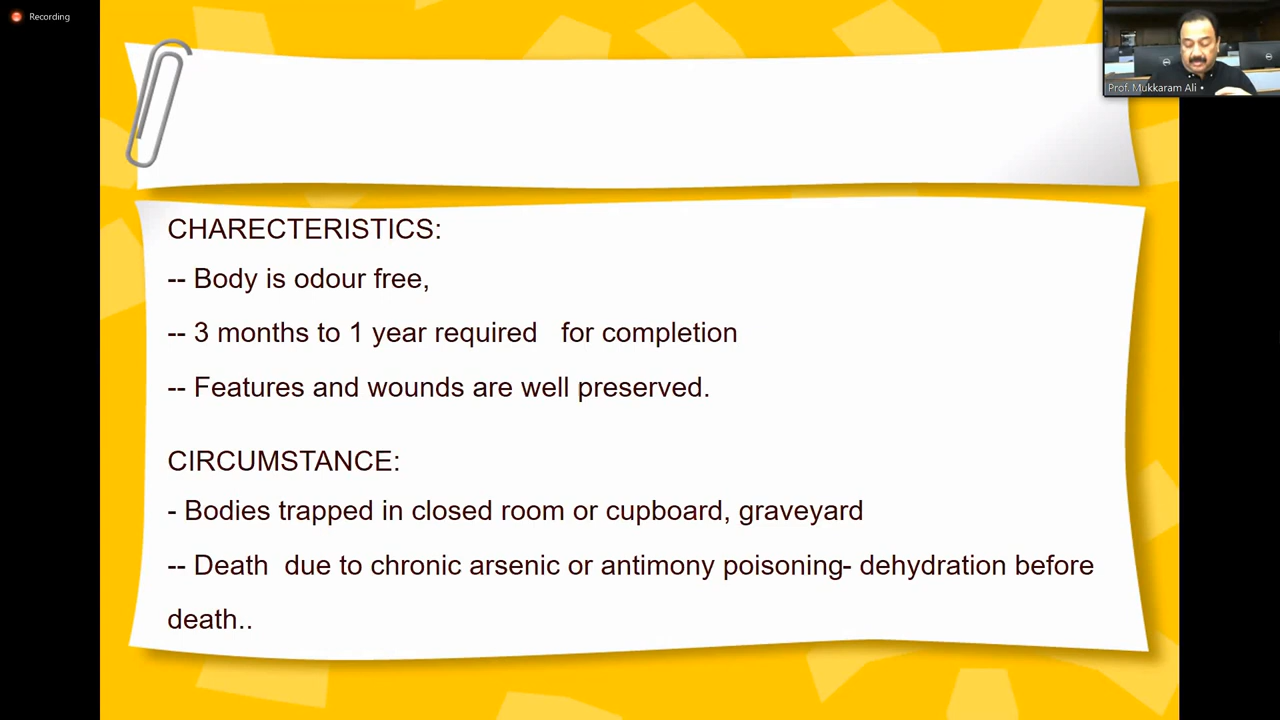 Recording
Prof. Mukkaram Ali
CHARECTERISTICS:
-- Body is odour free,
-- 3 months to 1 year required   for completion
-- Features and wounds are well preserved.
CIRCUMSTANCE:
- Bodies trapped in closed room or cupboard, graveyard
-- Death  due to chronic arsenic or antimony poisoning- dehydration before
death..